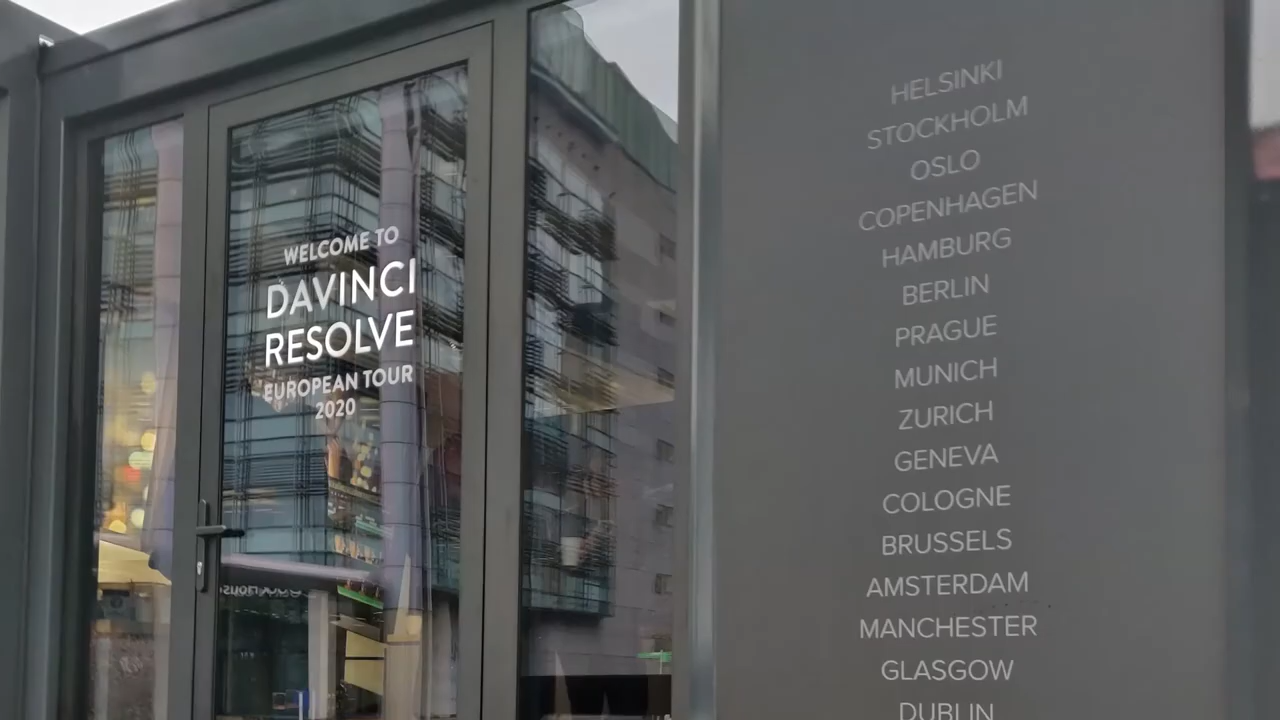 WELCOME TO
DAVINCI
RESOLVE
EUROPEAN TOUR
2020
HELSINKI
STOCKHOLM
OSLO
COPENHAGEN
HAMBURG
BERLIN
PRAGUE
MUNICH
ZURICH
GENEVA
COLOGNE
BRUSSELS
AMSTERDAM
MANCHESTER
GLASGOW
DUBLIN